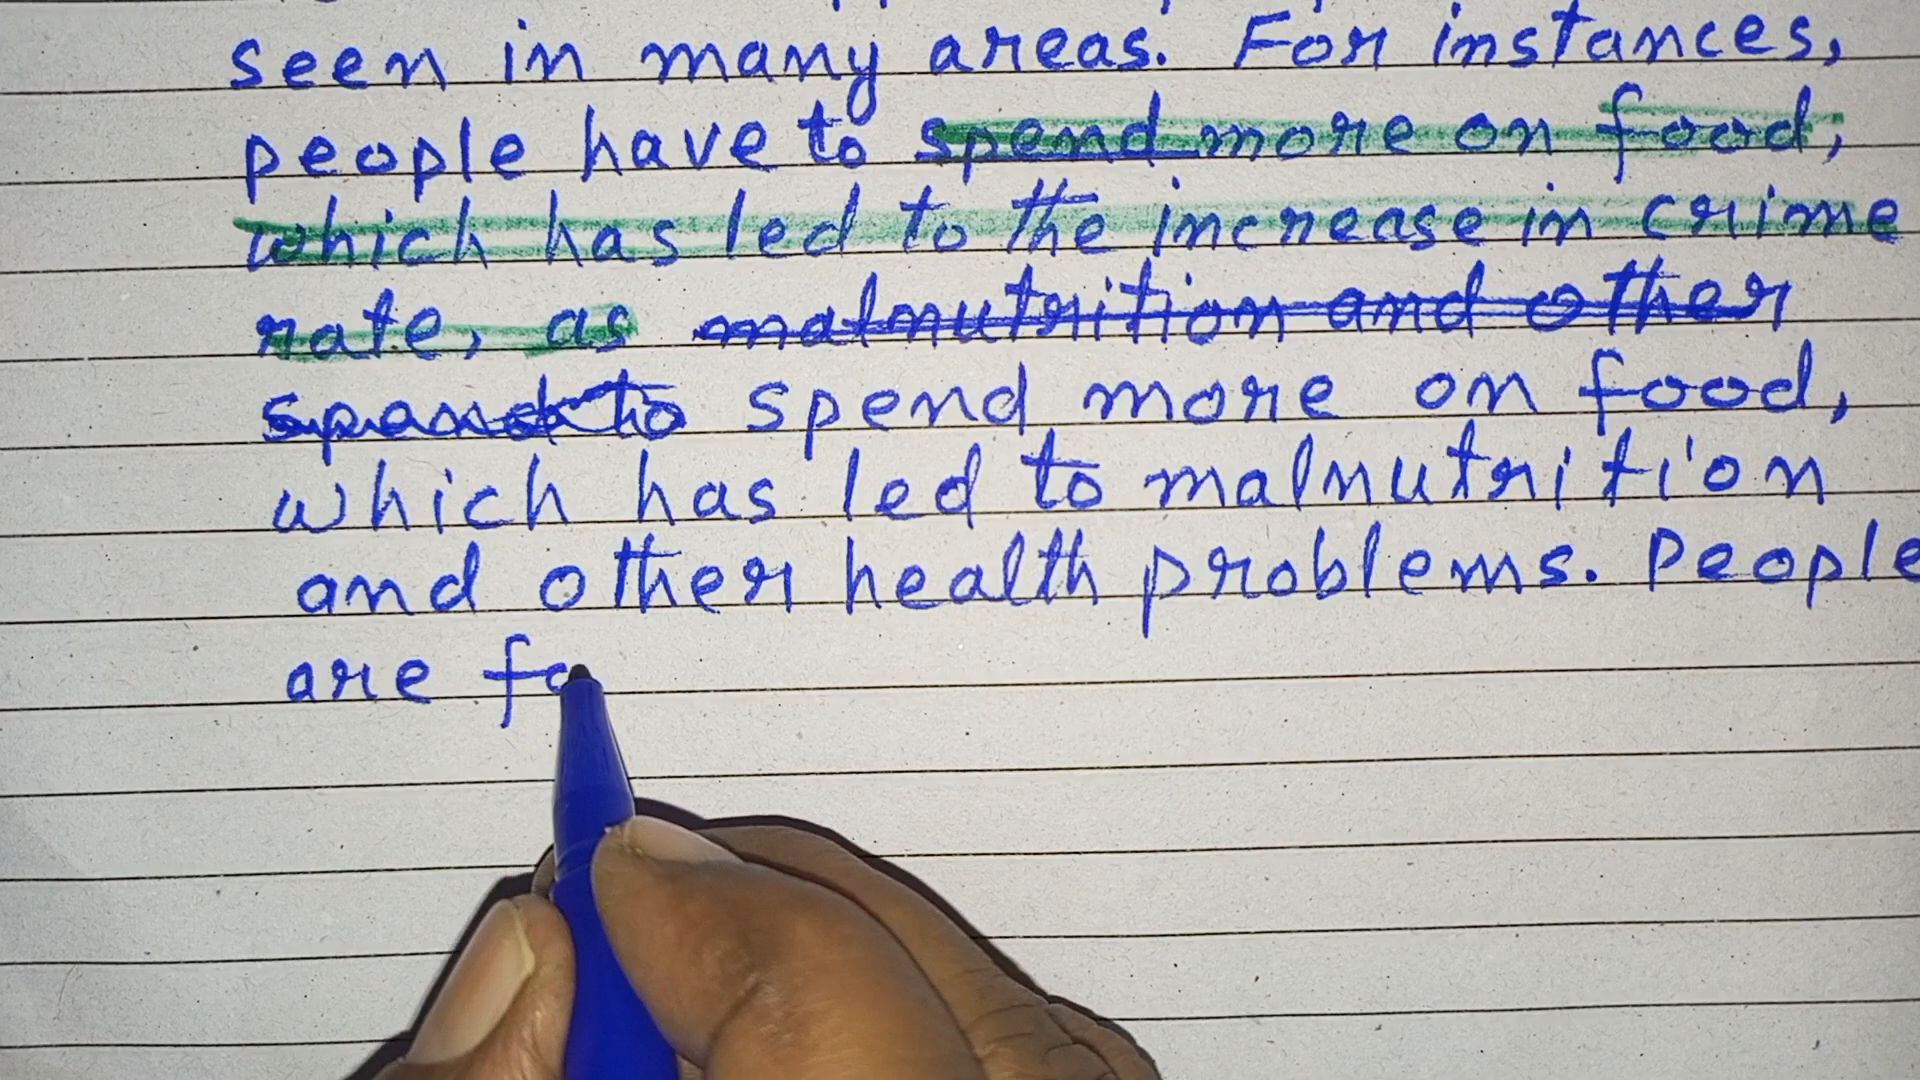 seen in many areas. For instances,
people have to spend more on food,
which has led to the increase in crime
rate, as malnutrition and other
spend to spend more on food,
which has led to malnutrition
and other health problems. People
are fo